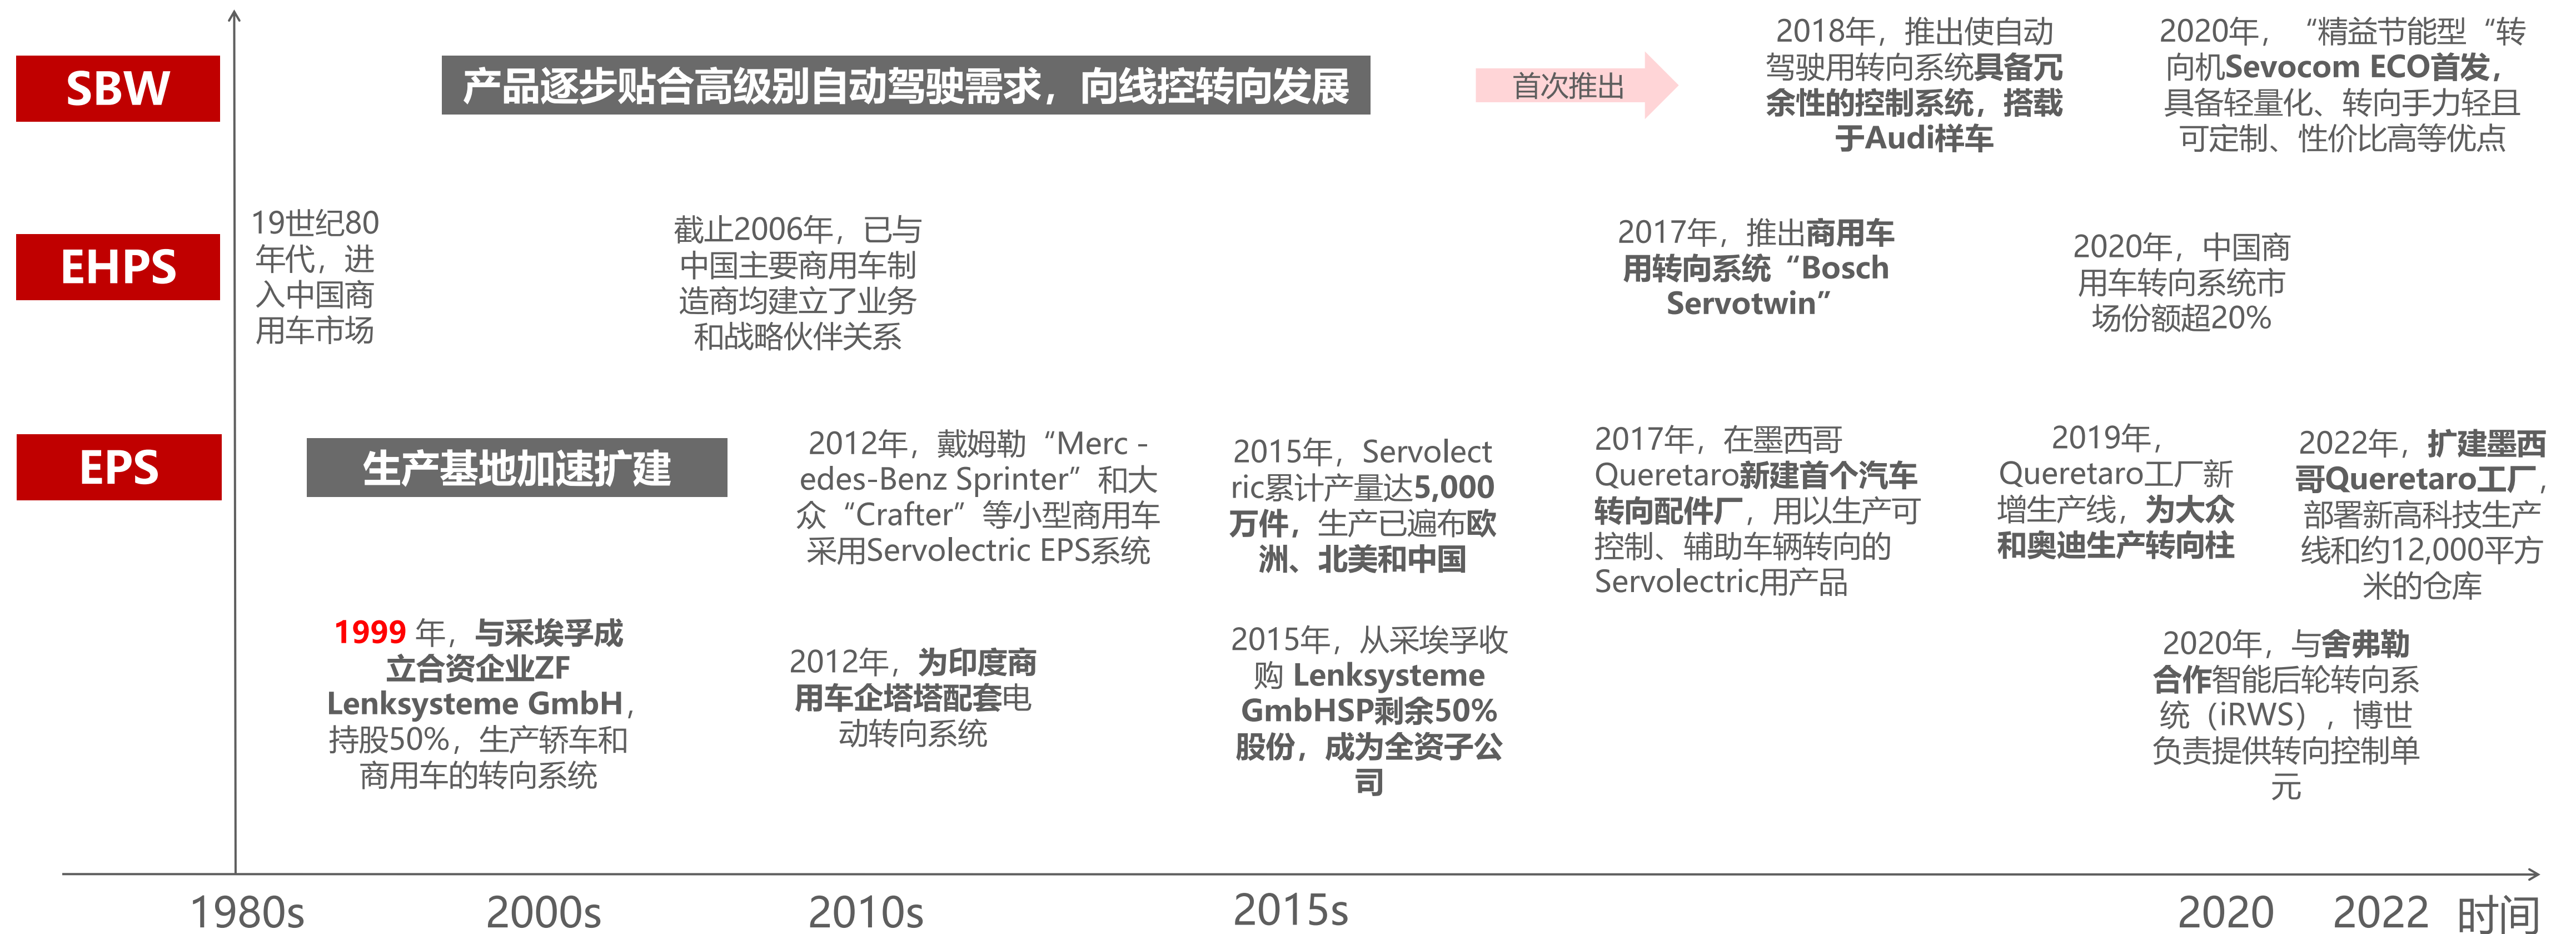 SBW
产品逐步贴合高级别自动驾驶需求，向线控转向发展
首次推出
2018年，推出使自动
驾驶用转向系统具备冗
余性的控制系统，搭载
于Audi样车
2020年，“精益节能型“转
向机Sevocom ECO首发，
具备轻量化、转向手力轻且
可定制、性价比高等优点
EHPS
19世纪80
年代，进
入中国商
用车市场
截止2006年，已与
中国主要商用车制
造商均建立了业务
和战略伙伴关系
2017年，推出商用车
用转向系统“Bosch
Servotwin”
2020年，中国商
用车转向系统市
场份额超20%
EPS
生产基地加速扩建
2012年，戴姆勒“Merc -
edes-Benz Sprinter”和大
众“Crafter”等小型商用车
采用Servolectric EPS系统
2015年，Servolect
ric累计产量达5,000
万件，生产已遍布欧
洲、北美和中国
2017年，在墨西哥
Queretaro新建首个汽车
转向配件厂，用以生产可
控制、辅助车辆转向的
Servolectric用产品
2019年，
Queretaro工厂新
增生产线，为大众
和奥迪生产转向柱
2022年，扩建墨西
哥Queretaro工厂，
部署新高科技生产
线和约12,000平方
米的仓库
1999 年，与采埃孚成
立合资企业ZF
Lenksysteme GmbH，
持股50%，生产轿车和
商用车的转向系统
2012年，为印度商
用车企塔塔配套电
动转向系统
2015年，从采埃孚收
购 Lenksysteme
GmbHSP剩余50%
股份，成为全资子公
司
2020年，与舍弗勒
合作智能后轮转向系
统（iRWS），博世
负责提供转向控制单
元
1980s
2000s
2010s
2015s
2020
2022
时间